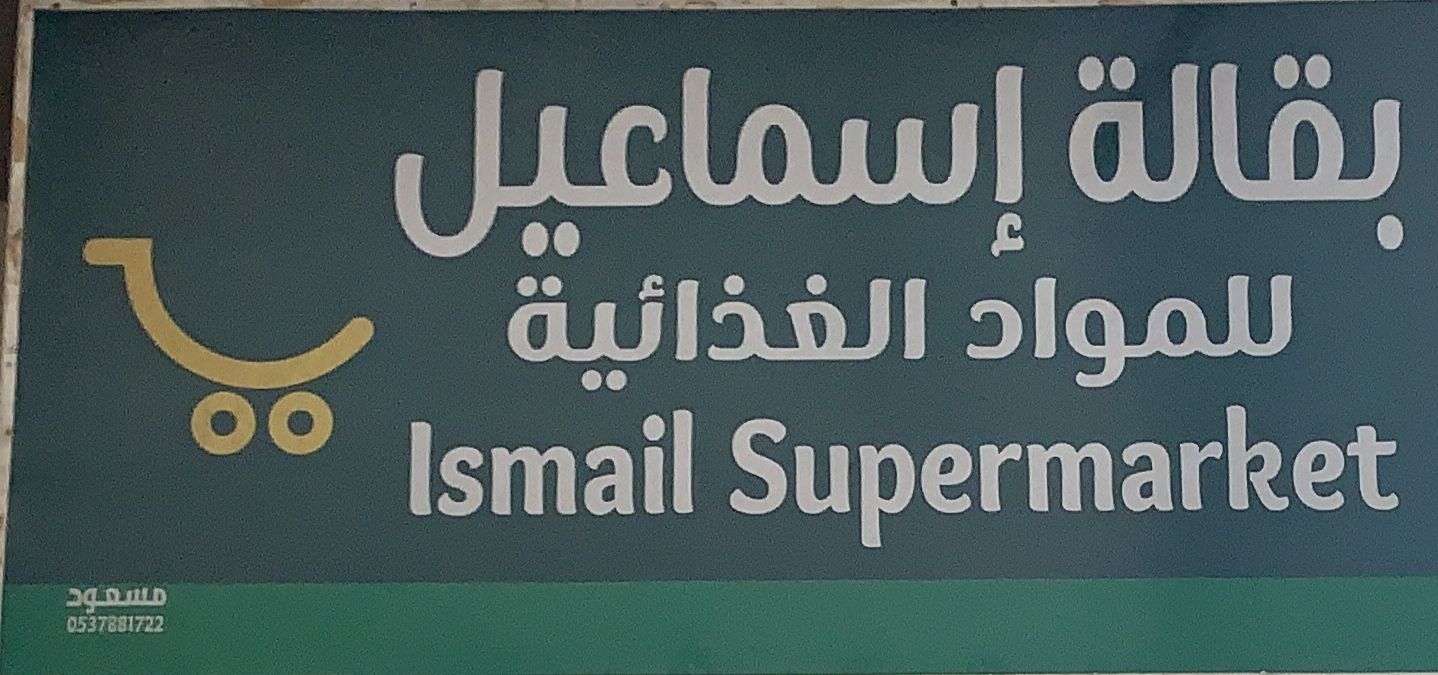 بقالة إسماعيل
للمواد الغذائية
Ismail Supermarket
مسعود
0537881722